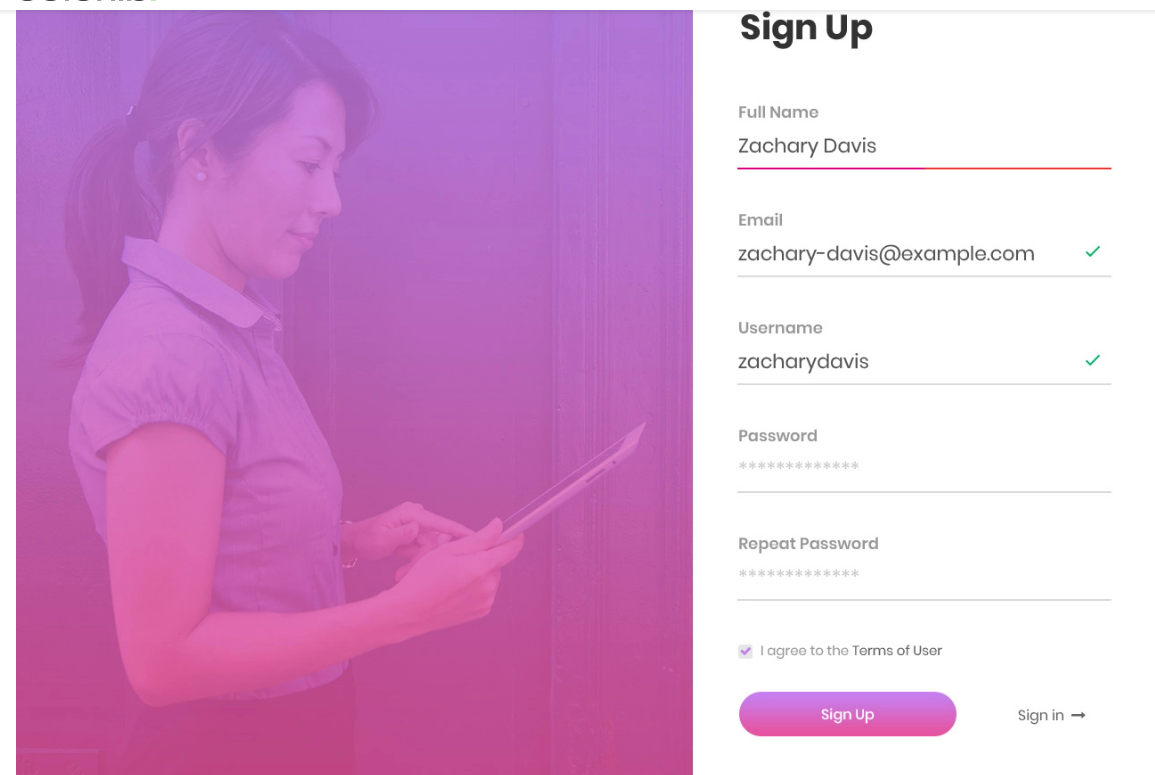 Sign Up
Full Name
Zachary Davis
Email
zachary-davis@example.com
Username
zacharydavis
Password
*************
Repeat Password
*************
I agree to the Terms of User
Sign Up
Sign in →